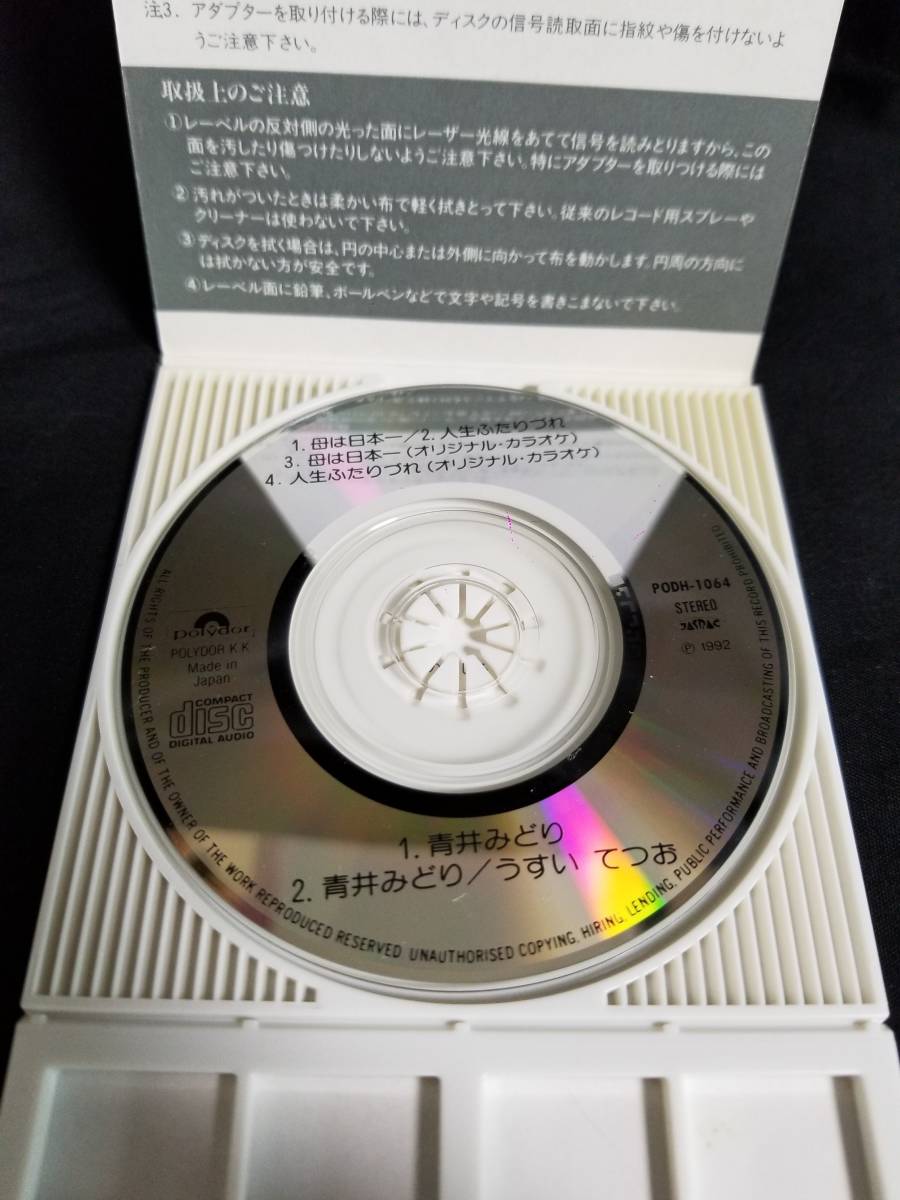 注3. アダプターを取り付ける際には、ディスクの信号読取面に指紋や傷を付けないよ
うご注意下さい。
取扱上のご注意
①レーベルの反対側の光った面にレーザー光線をあてて信号を読みとりますから、この
面を汚したり傷つけたりしないようご注意下さい。特にアダプターを取りつける際には
ご注意下さい。
②汚れがついたときは柔かい布で軽く拭きとって下さい。従来のレコード用スプレーや
クリーナーは使わないで下さい。
③ディスクを拭く場合は、円の中心または外側に向かって布を動かします。円周の方向に
は拭かない方が安全です。
④レーベル面に鉛筆、ボールペンなどで文字や記号を書きこまないで下さい。
1. 母は日本一/2. 人生ふたりづれ
3. 母は日本一(オリジナル・カラオケ)
4. 人生ふたりづれ(オリジナル・カラオケ)
polydor
POLYDOR K.K.
Made in
Japan
COMPACT
disc
DIGITAL AUDIO
PODH-1064
STEREO
JASRAC
Ⓟ 1992
1. 青井みどり
2. 青井みどり/うすい てつお
ALL RIGHTS OF THE PRODUCER AND OF THE OWNER OF THE WORK REPRODUCED RESERVED. UNAUTHORISED COPYING, HIRING, LENDING, PUBLIC PERFORMANCE AND BROADCASTING OF THIS RECORD PROHIBITED